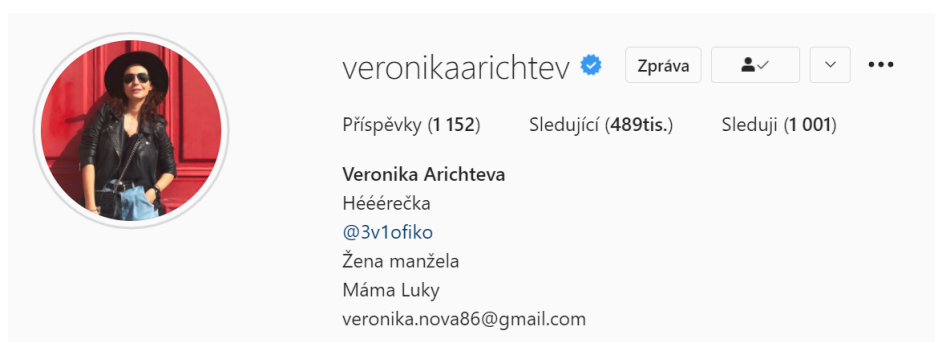 veronikaarichtev Zpráva
Příspěvky (1 152) Sledující (489tis.) Sleduji (1 001)
Veronika Arichteva
Hééérečka
@3v1ofiko
Žena manžela
Máma Luky
veronika.nova86@gmail.com